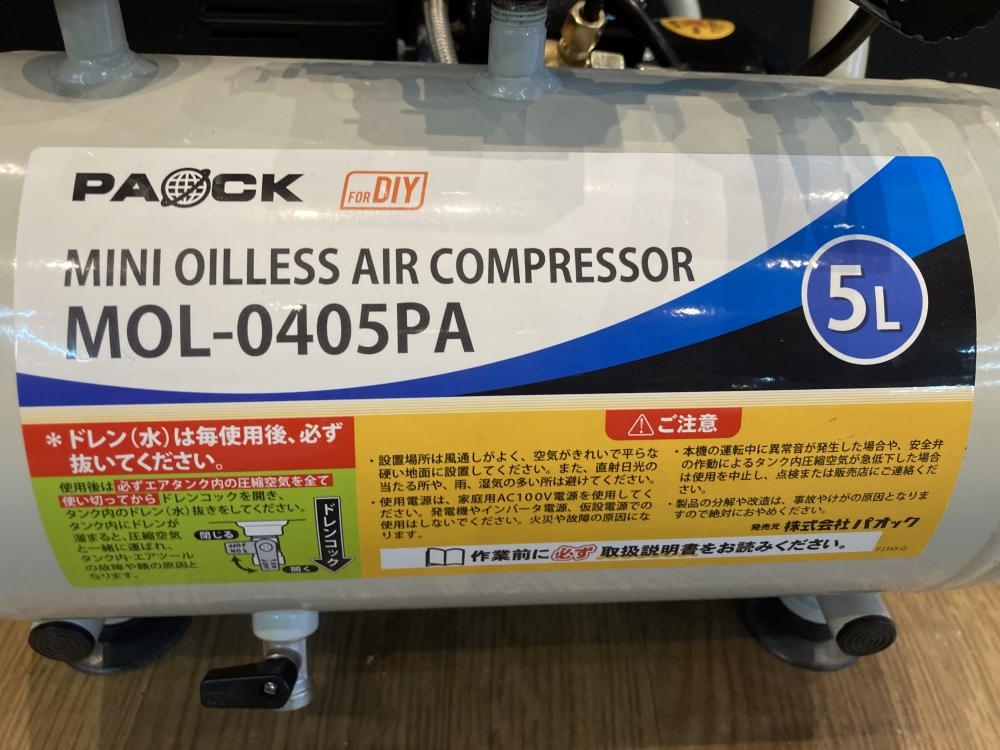 PAOCK
FOR DIY
MINI OILLESS AIR COMPRESSOR
MOL-0405PA
5L
＊ドレン（水）は毎使用後、必ず
抜いてください。
使用後は必ずエアタンク内の圧縮空気を全て
使い切ってからドレンコックを開き、
タンク内のドレン（水）抜きをしてください。
タンク内にドレンが
溜まると、圧縮空気
と一緒に運ばれ、
タンク内・エアツール
の故障や錆の原因と
なります。
閉じる
開く
ドレンコック
ご注意
・設置場所は風通しがよく、空気がきれいで平らな
硬い地面に設置してください。また、直射日光の
当たる所や、雨、湿気の多い所は避けてください。
・使用電源は、家庭用AC100V電源を使用してく
ださい。発電機やインバータ電源、仮設電源での
使用はしないでください。火災や故障の原因にな
ります。
・本機の運転中に異常音が発生した場合や、安全弁
の作動によるタンク内圧縮空気が急低下した場合
は使用を中止し、点検または販売店にご連絡くだ
さい。
・製品の分解や改造は、事故やけがの原因となりま
すので絶対におやめください。
発売元 株式会社パオック
作業前に必ず取扱説明書をお読みください。
F2345-Q